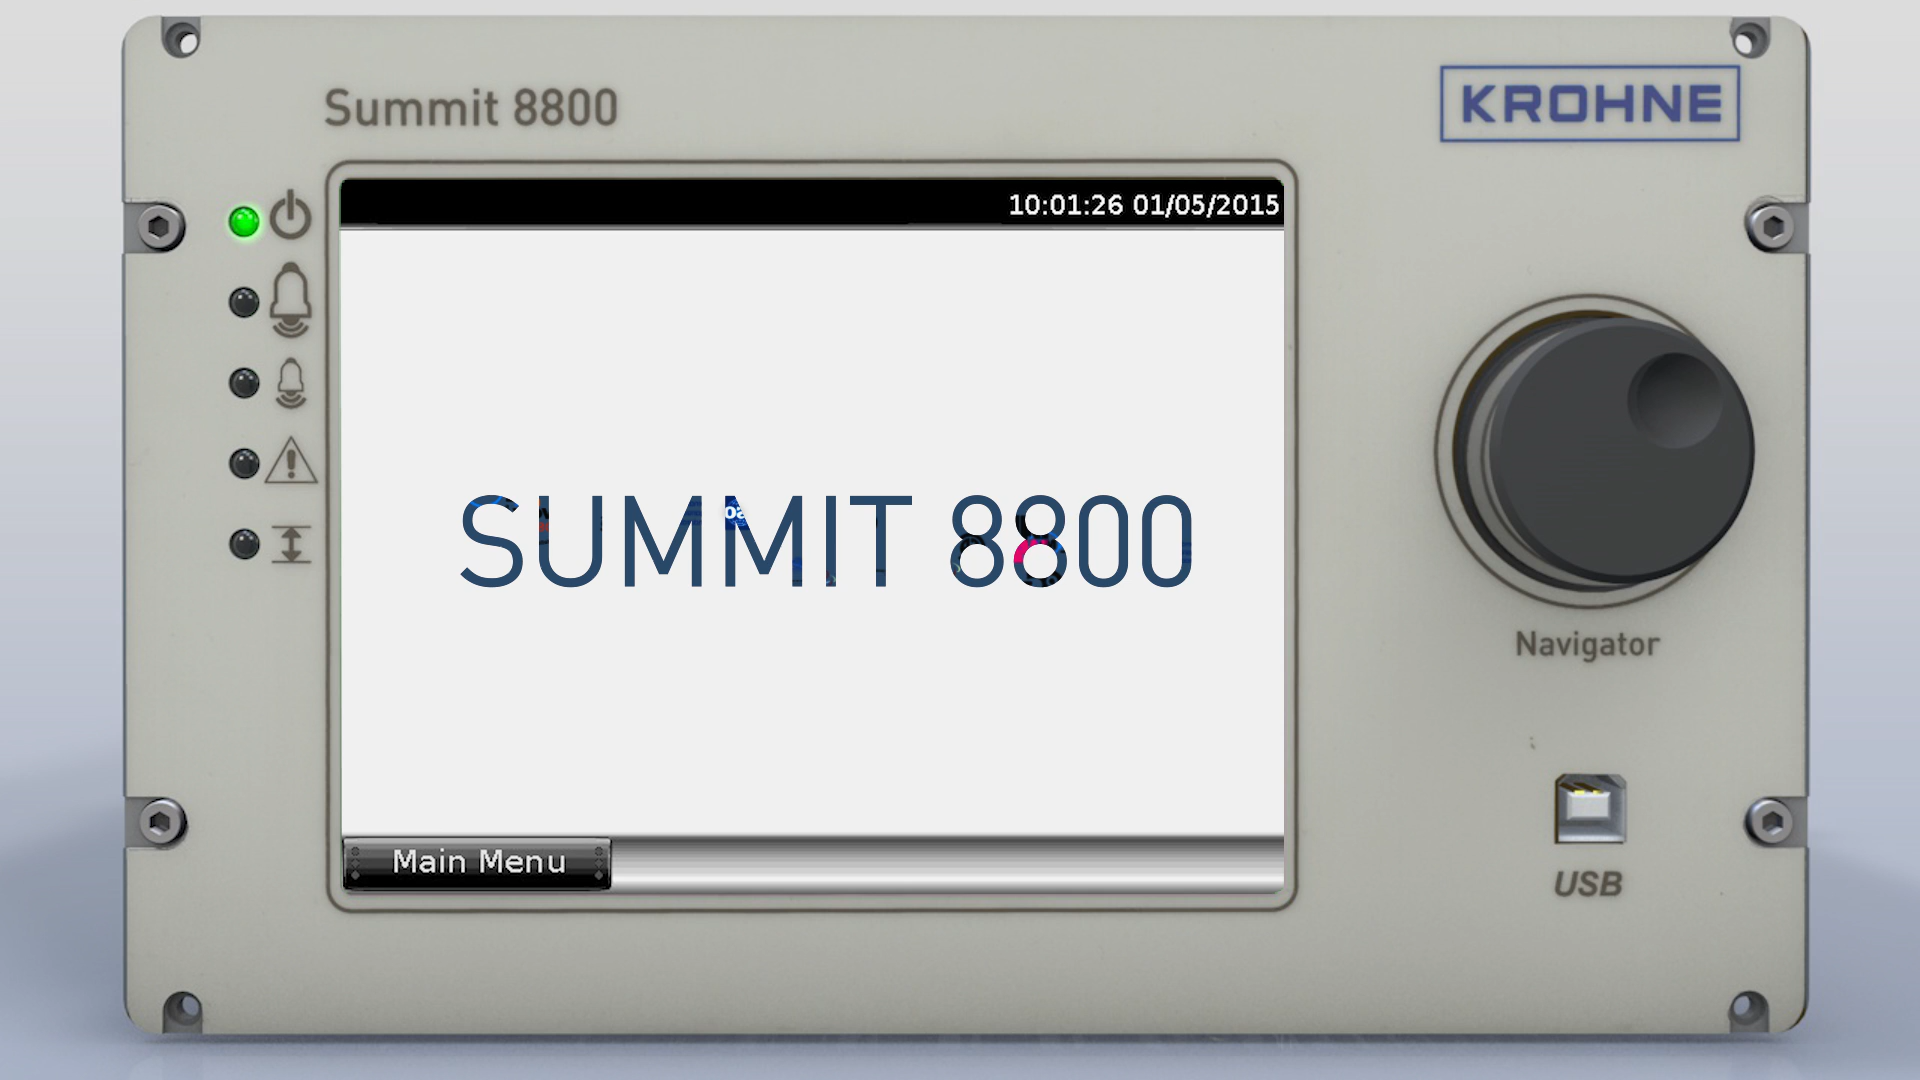 Summit 8800
KROHNE
10:01:26 01/05/2015
SUMMIT 8800
Main Menu
Navigator
USB